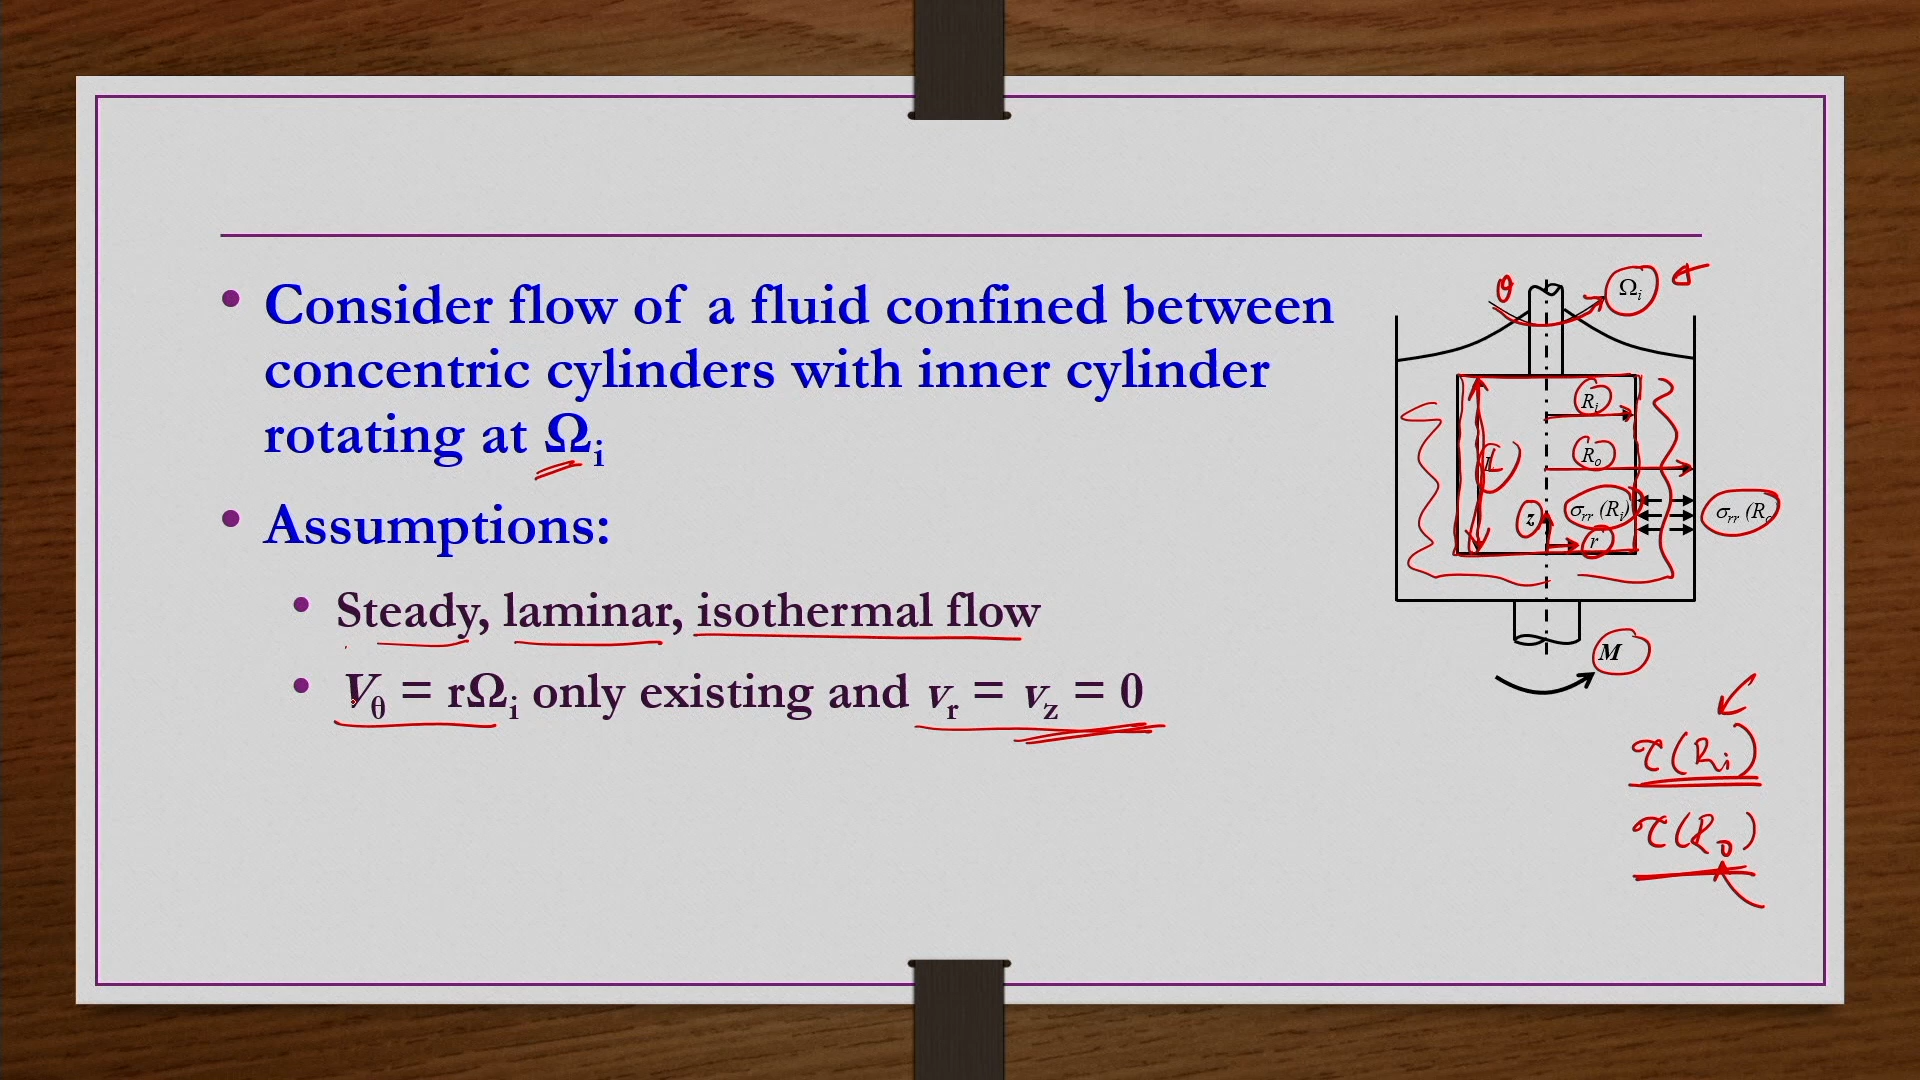 • Consider flow of a fluid confined between
concentric cylinders with inner cylinder
rotating at Ωᵢ
• Assumptions:
• Steady, laminar, isothermal flow
• Vθ = rΩᵢ only existing and vr = vz = 0
θ
Ωi
Ri
L
Ro
σrr (Ri)
σrr (Ro
z
r
M
τ(Ri)
τ(Ro)